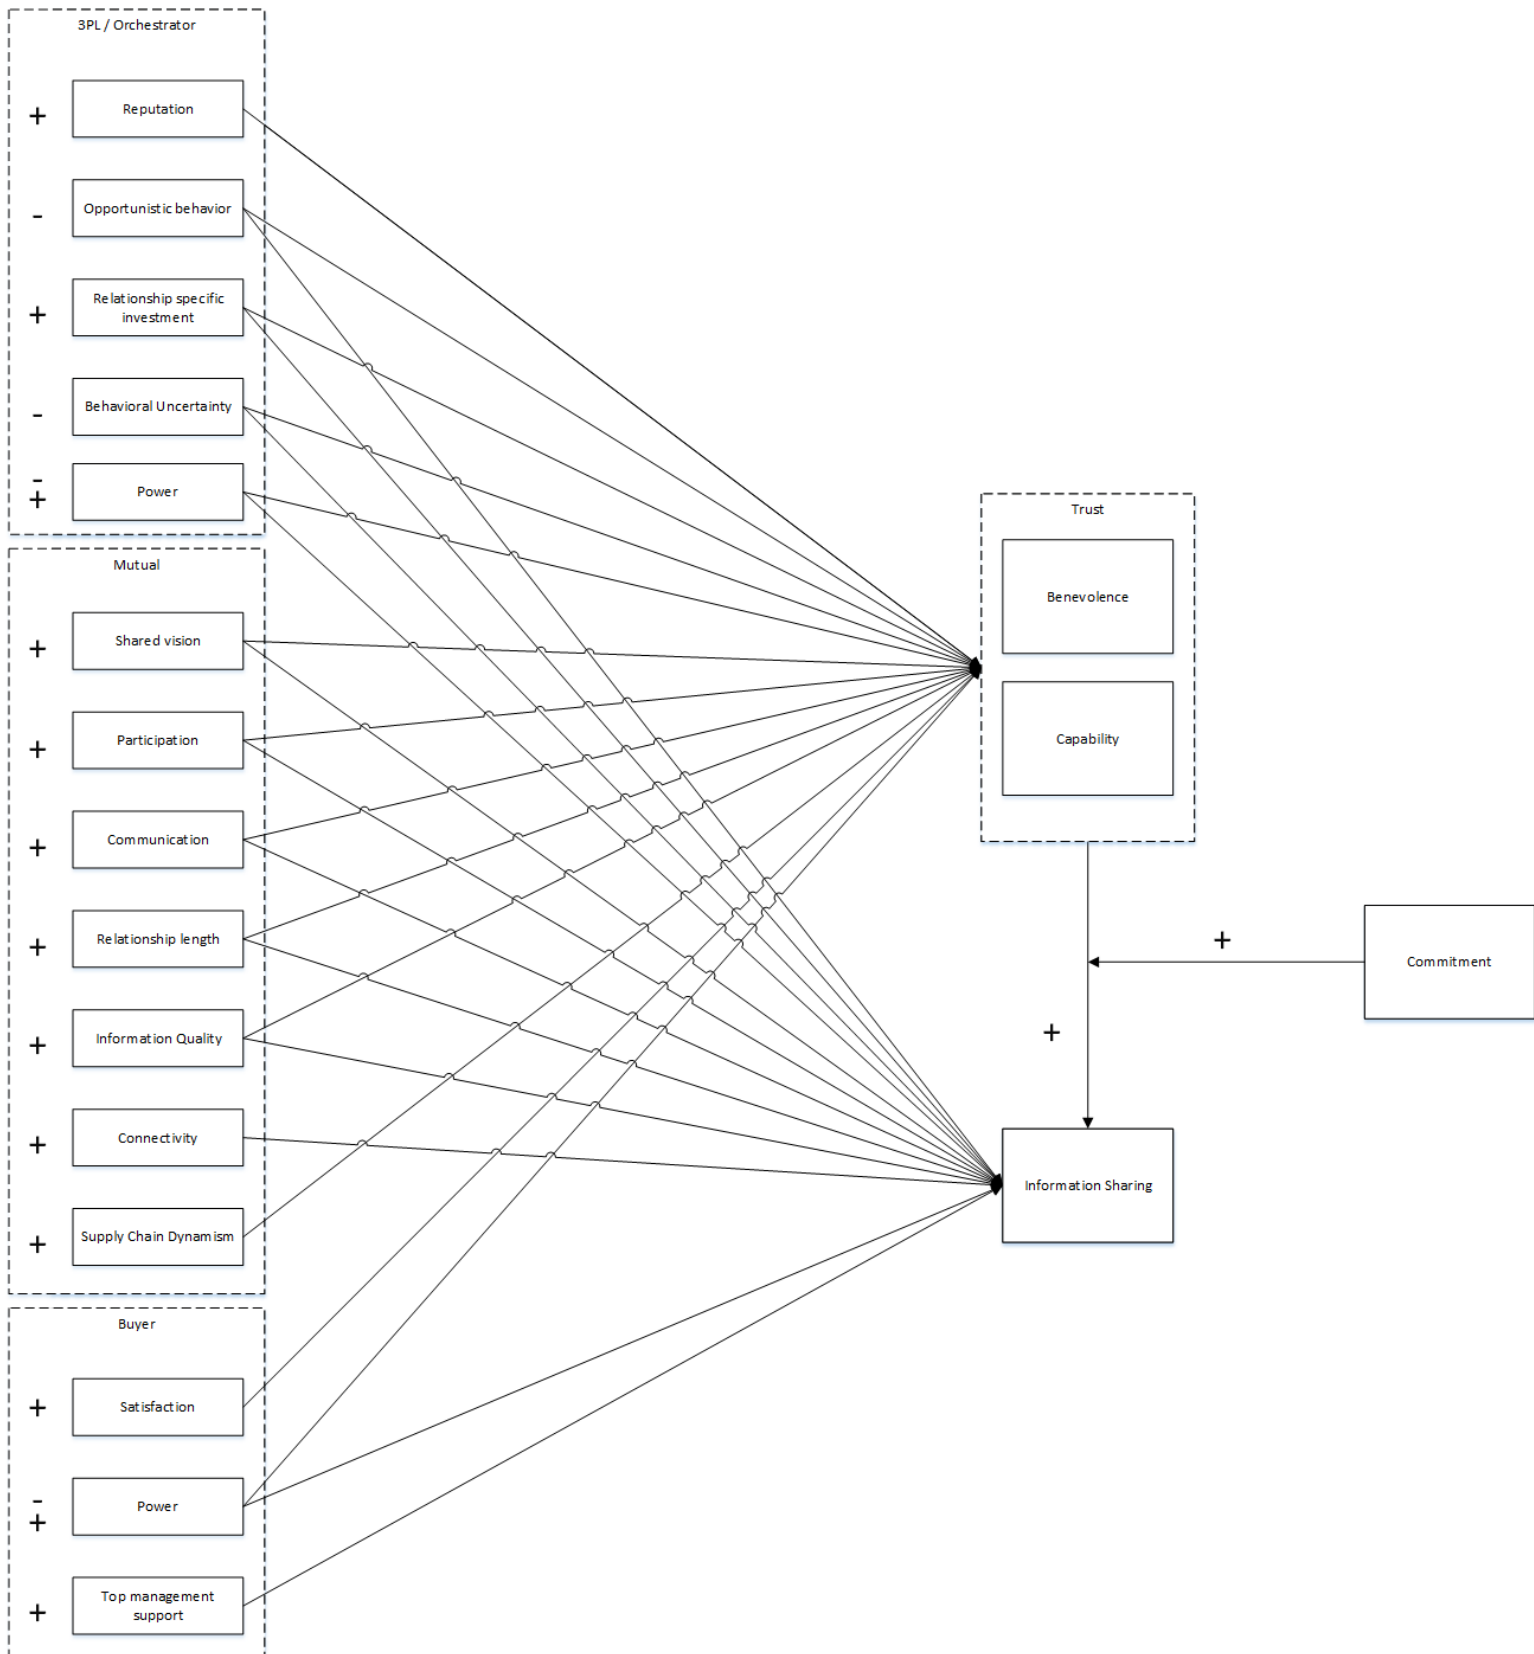 3PL / Orchestrator
+
Reputation
-
Opportunistic behavior
+
Relationship specific
investment
-
Behavioral Uncertainty
-
+
Power
Mutual
+
Shared vision
+
Participation
+
Communication
+
Relationship length
+
Information Quality
+
Connectivity
+
Supply Chain Dynamism
Buyer
+
Satisfaction
-
+
Power
+
Top management
support
Trust
Benevolence
Capability
+
Commitment
+
Information Sharing